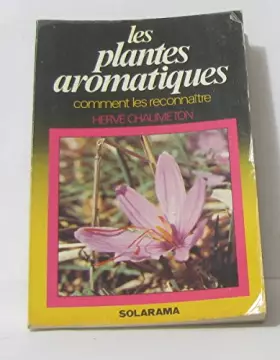 les
plantes
aromatiques
comment les reconnaître
HERVÉ CHAUMETON
SOLARAMA